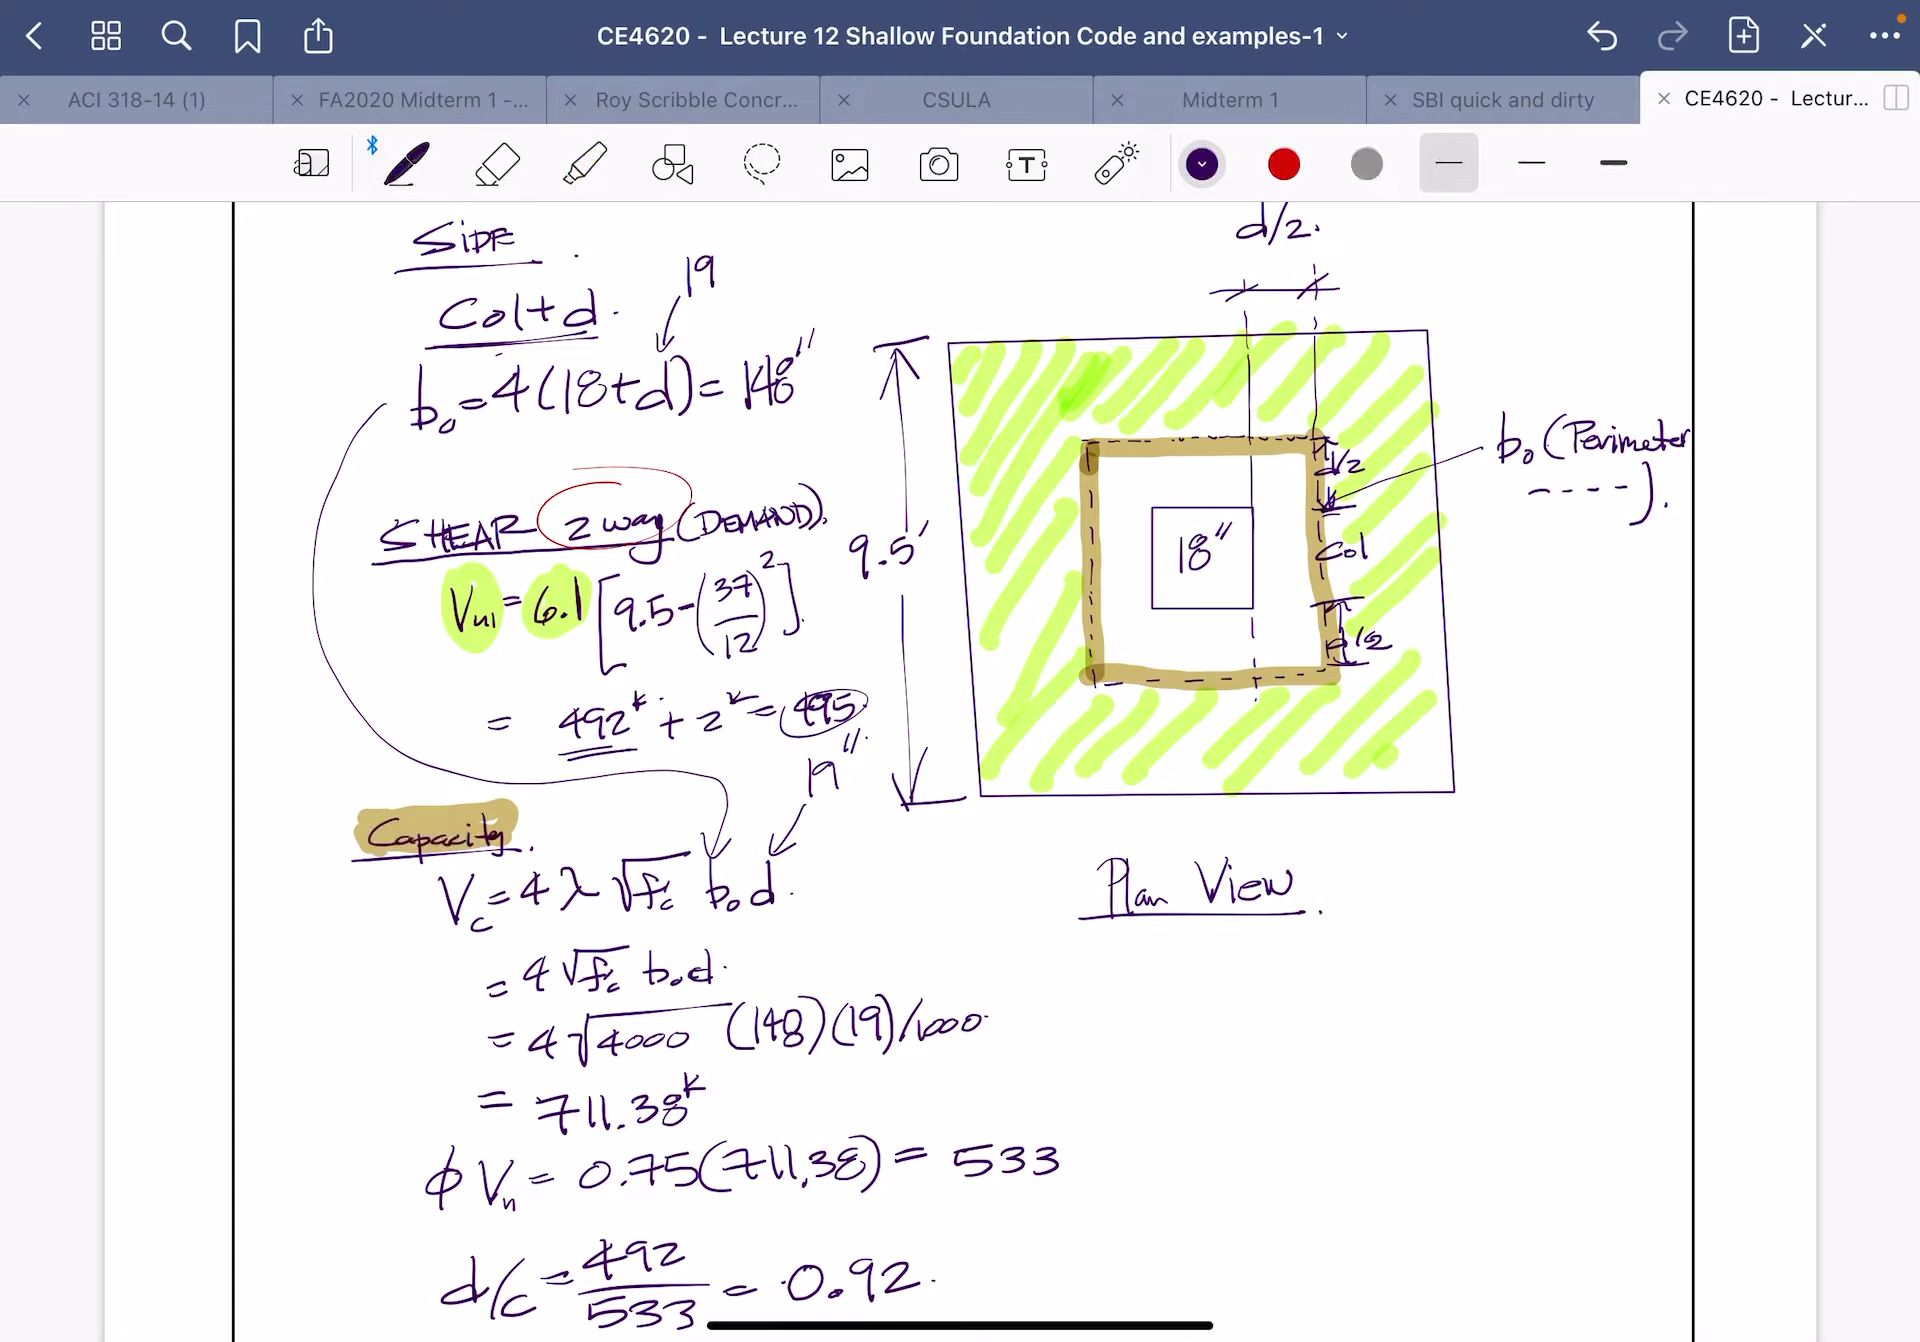 CE4620 - Lecture 12 Shallow Foundation Code and examples-1
ACI 318-14 (1)
FA2020 Midterm 1 -...
Roy Scribble Concr...
CSULA
Midterm 1
SBI quick and dirty
CE4620 - Lectur...
SIDE
Col+d.
19
b₀=4(18+d)=148"
SHEAR 2 way (DEMAND).
Vu1 = 6.1 [9.5-(37/12)²].
= 492ᵏ + 2ᵏ = 495
19".
Capacity.
Vc=4λ√fc b₀d.
=4√fc b₀d.
=4√4000 (148)(19)/1000.
= 711.38ᵏ
ϕVn= 0.75(711.38)= 533
d/c = 492/533 = 0.92.
d/2.
9.5'
18"
d/2
Col
d/2
b₀ (Perimeter
----).
Plan View.